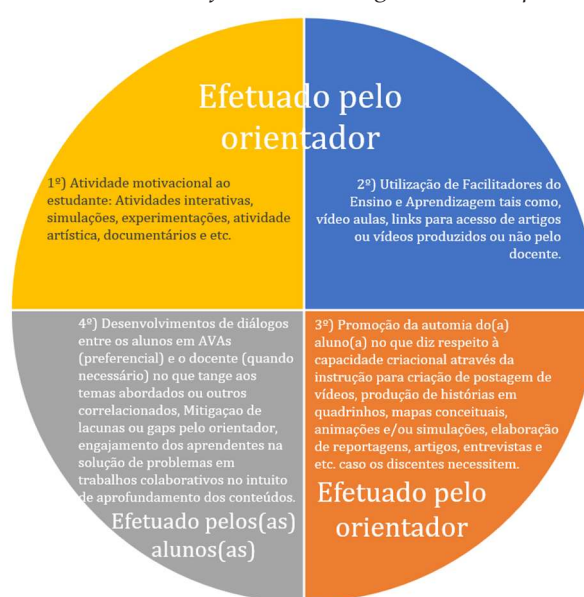 Efetuado pelo
orientador
1º) Atividade motivacional ao
estudante: Atividades interativas,
simulações, experimentações, atividade
artística, documentários e etc.
2º) Utilização de Facilitadores do
Ensino e Aprendizagem tais como,
vídeo aulas, links para acesso de artigos
ou vídeos produzidos ou não pelo
docente.
4º) Desenvolvimentos de diálogos
entre os alunos em AVAs
(preferencial) e o docente (quando
necessário) no que tange aos
temas abordados ou outros
correlacionados, Mitigaçao de
lacunas ou gaps pelo orientador,
engajamento dos aprendentes na
solução de problemas em
trabalhos colaborativos no intuito
de aprofundamento dos conteúdos.
Efetuado pelos(as)
alunos(as)
3º) Promoção da automia do(a)
aluno(a) no que diz respeito à
capacidade criacional através da
instrução para criação de postagem de
vídeos, produção de histórias em
quadrinhos, mapas conceituais,
animações e/ou simulações, elaboração
de reportagens, artigos, entrevistas e
etc. caso os discentes necessitem.
Efetuado pelo
orientador